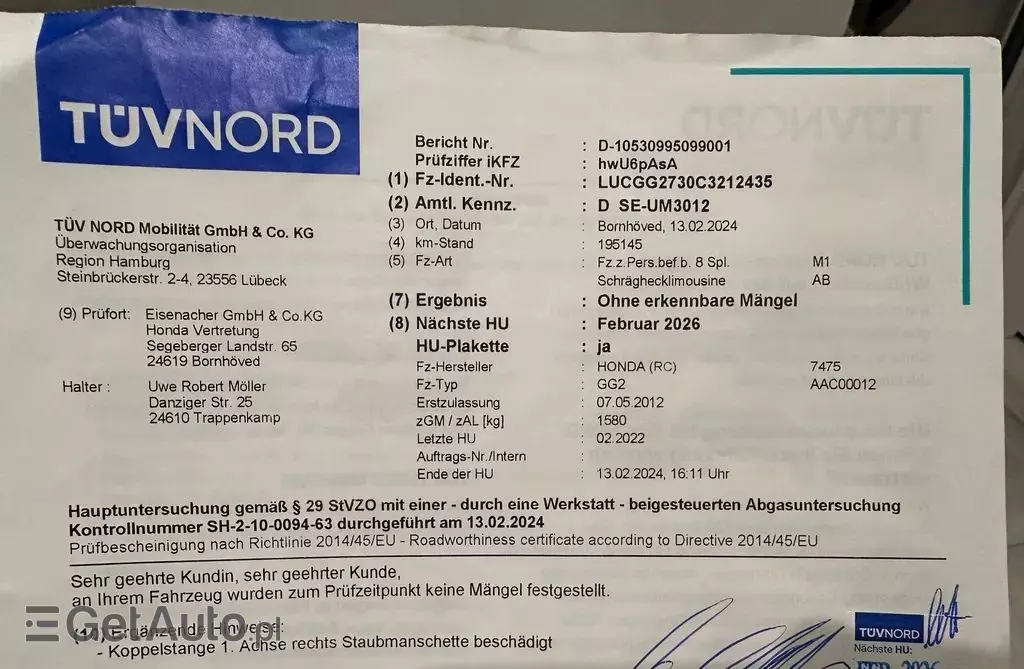 TÜVNORD
TÜV NORD Mobilität GmbH & Co. KG
Überwachungsorganisation
Region Hamburg
Steinbrückerstr. 2-4, 23556 Lübeck
(9) Prüfort: Eisenacher GmbH & Co.KG
Honda Vertretung
Segeberger Landstr. 65
24619 Bornhöved
Halter : Uwe Robert Möller
Danziger Str. 25
24610 Trappenkamp
Bericht Nr. : D-10530995099001
Prüfziffer iKFZ : hwU6pAsA
(1) Fz-Ident.-Nr. : LUCGG2730C3212435
(2) Amtl. Kennz. : D SE-UM3012
(3) Ort, Datum : Bornhöved, 13.02.2024
(4) km-Stand : 195145
(5) Fz-Art : Fz.z.Pers.bef.b. 8 Spl. M1
Schräghecklimousine AB
(7) Ergebnis : Ohne erkennbare Mängel
(8) Nächste HU : Februar 2026
HU-Plakette : ja
Fz-Hersteller : HONDA (RC) 7475
Fz-Typ : GG2 AAC00012
Erstzulassung : 07.05.2012
zGM / zAL [kg] : 1580
Letzte HU : 02.2022
Auftrags-Nr./Intern :
Ende der HU : 13.02.2024, 16:11 Uhr
Hauptuntersuchung gemäß § 29 StVZO mit einer - durch eine Werkstatt - beigesteuerten Abgasuntersuchung
Kontrollnummer SH-2-10-0094-63 durchgeführt am 13.02.2024
Prüfbescheinigung nach Richtlinie 2014/45/EU - Roadworthiness certificate according to Directive 2014/45/EU
Sehr geehrte Kundin, sehr geehrter Kunde,
an Ihrem Fahrzeug wurden zum Prüfzeitpunkt keine Mängel festgestellt.
(10) Ergänzende Hinweise:
- Koppelstange 1. Achse rechts Staubmanschette beschädigt
GetAuto.pl
TÜVNORD
Nächste HU:
FEB. 2026